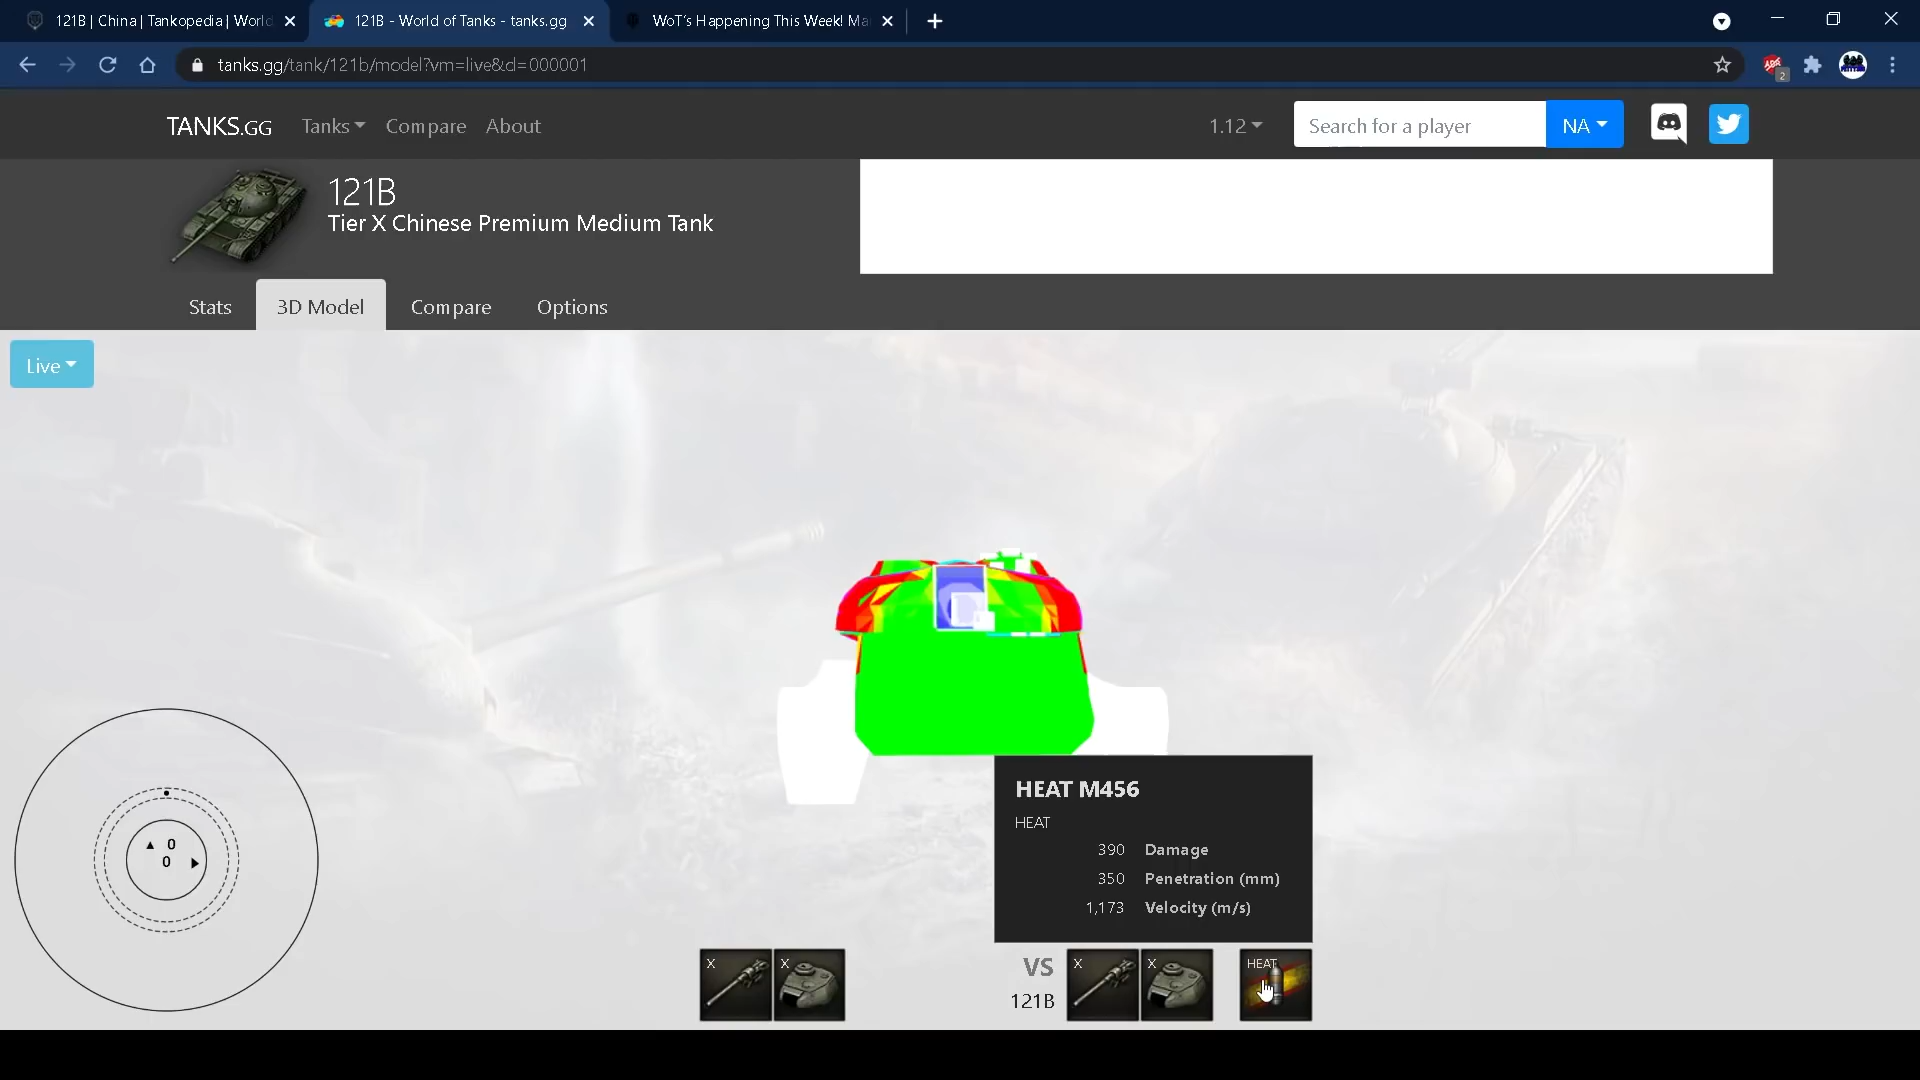 121B | China | Tankopedia | World
121B - World of Tanks - tanks.gg
WoT's Happening This Week! Ma
tanks.gg/tank/121b/model?vm=live&d=000001
2
TANKS.GG
Tanks
Compare
About
1.12
Search for a player
NA
121B
Tier X Chinese Premium Medium Tank
Stats
3D Model
Compare
Options
Live
HEAT M456
HEAT
390 Damage
350 Penetration (mm)
1,173 Velocity (m/s)
0
0
X
X
VS
121B
X
X
HEAT